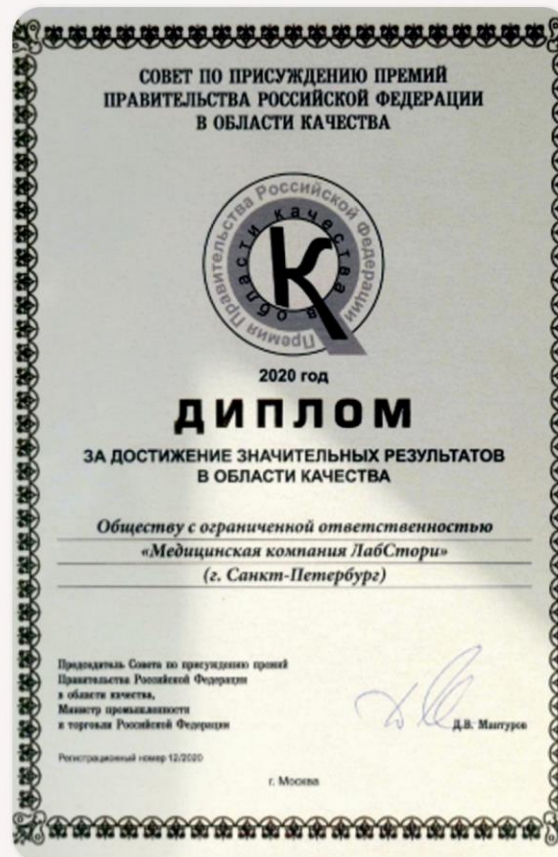 СОВЕТ ПО ПРИСУЖДЕНИЮ ПРЕМИЙ
ПРАВИТЕЛЬСТВА РОССИЙСКОЙ ФЕДЕРАЦИИ
В ОБЛАСТИ КАЧЕСТВА
Премия Правительства Российской Федерации
в области качества
К
2020 год
ДИПЛОМ
ЗА ДОСТИЖЕНИЕ ЗНАЧИТЕЛЬНЫХ РЕЗУЛЬТАТОВ
В ОБЛАСТИ КАЧЕСТВА
Обществу с ограниченной ответственностью
«Медицинская компания ЛабСтори»
(г. Санкт-Петербург)
Председатель Совета по присуждению премий
Правительства Российской Федерации
в области качества,
Министр промышленности
и торговли Российской Федерации
Д.В. Мантуров
Регистрационный номер 12/2020
г. Москва